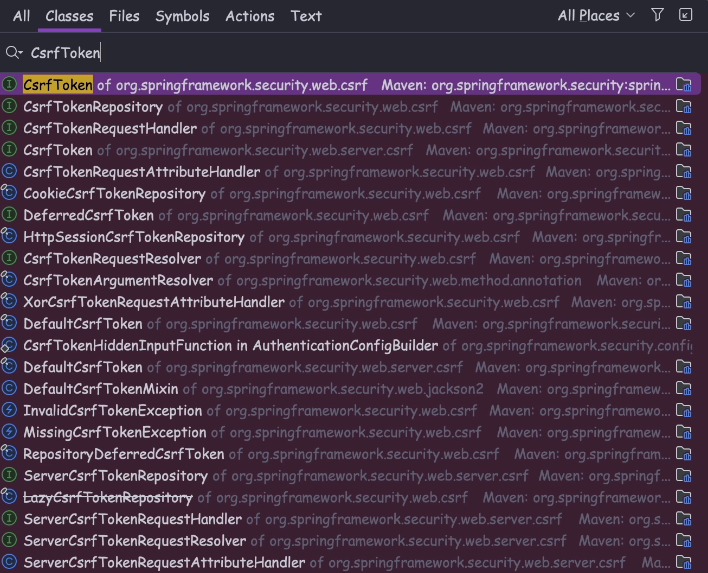 All Classes Files Symbols Actions Text All Places
CsrfToken
CsrfToken of org.springframework.security.web.csrf Maven: org.springframework.security:sprin...
CsrfTokenRepository of org.springframework.security.web.csrf Maven: org.springframework.sec...
CsrfTokenRequestHandler of org.springframework.security.web.csrf Maven: org.springframewor...
CsrfToken of org.springframework.security.web.server.csrf Maven: org.springframework.securit...
CsrfTokenRequestAttributeHandler of org.springframework.security.web.csrf Maven: org.spring...
CookieCsrfTokenRepository of org.springframework.security.web.csrf Maven: org.springframew...
DeferredCsrfToken of org.springframework.security.web.csrf Maven: org.springframework.secu...
HttpSessionCsrfTokenRepository of org.springframework.security.web.csrf Maven: org.springfr...
CsrfTokenRequestResolver of org.springframework.security.web.csrf Maven: org.springframewo...
CsrfTokenArgumentResolver of org.springframework.security.web.method.annotation Maven: or...
XorCsrfTokenRequestAttributeHandler of org.springframework.security.web.csrf Maven: org.sp...
DefaultCsrfToken of org.springframework.security.web.csrf Maven: org.springframework.securi...
CsrfTokenHiddenInputFunction in AuthenticationConfigBuilder of org.springframework.security.config
DefaultCsrfToken of org.springframework.security.web.server.csrf Maven: org.springframewor...
DefaultCsrfTokenMixin of org.springframework.security.web.jackson2 Maven: org.springframew...
InvalidCsrfTokenException of org.springframework.security.web.csrf Maven: org.springframewo...
MissingCsrfTokenException of org.springframework.security.web.csrf Maven: org.springframew...
RepositoryDeferredCsrfToken of org.springframework.security.web.csrf Maven: org.springfram...
ServerCsrfTokenRepository of org.springframework.security.web.server.csrf Maven: org.springf...
LazyCsrfTokenRepository of org.springframework.security.web.csrf Maven: org.springframewor...
ServerCsrfTokenRequestHandler of org.springframework.security.web.server.csrf Maven: org.s...
ServerCsrfTokenRequestResolver of org.springframework.security.web.server.csrf Maven: org.s...
ServerCsrfTokenRequestAttributeHandler of org.springframework.security.web.server.csrf Ma...